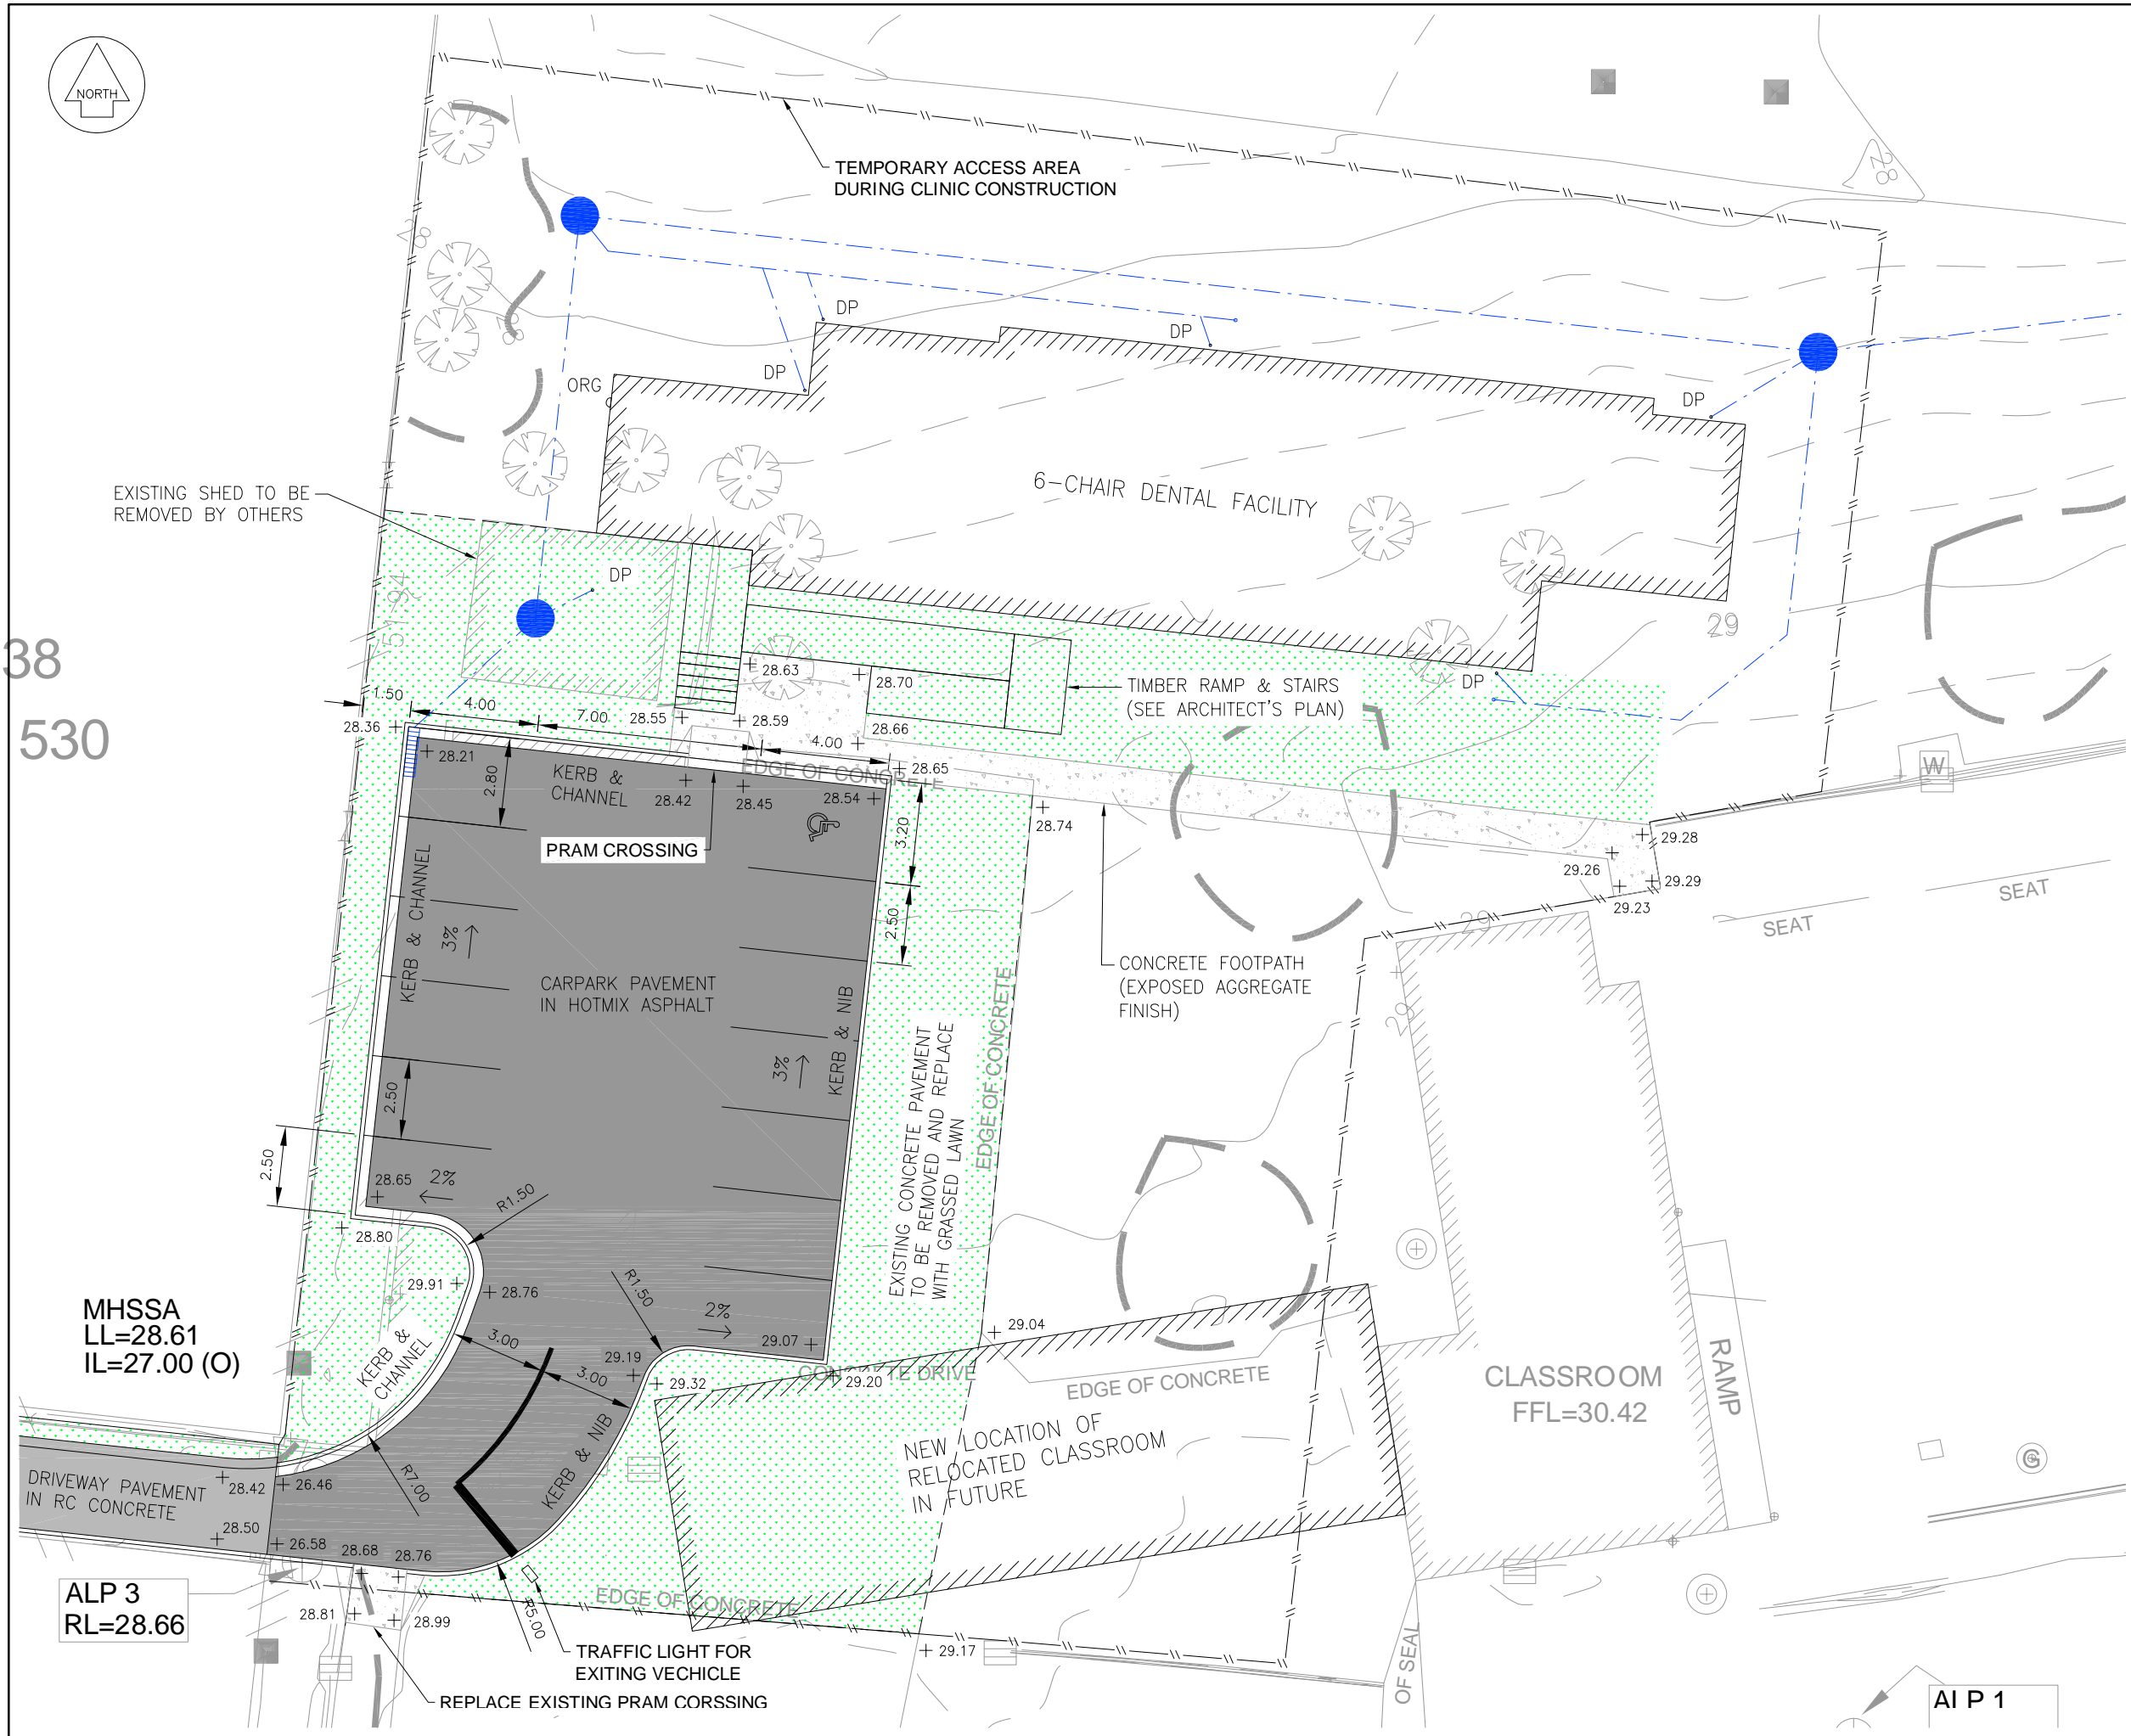 NORTH
TEMPORARY ACCESS AREA
DURING CLINIC CONSTRUCTION
28
28
28
DP
DP
DP
DP
ORG
6-CHAIR DENTAL FACILITY
EXISTING SHED TO BE
REMOVED BY OTHERS
DP
5194
38
530
29
28.63
28.70
TIMBER RAMP & STAIRS
(SEE ARCHITECT'S PLAN)
DP
1.50
4.00
7.00
28.55
28.59
28.36
28.66
4.00
28.21
2.80
KERB &
CHANNEL
EDGE OF CONCRETE
28.65
28.42
28.45
28.54
28.74
W
PRAM CROSSING
3.20
29.28
29.26
29.29
29.23
SEAT
SEAT
29
2.50
KERB & CHANNEL
3%
CARPARK PAVEMENT
IN HOTMIX ASPHALT
CONCRETE FOOTPATH
(EXPOSED AGGREGATE
FINISH)
29
KERB & NIB
3%
EDGE OF CONCRETE
EXISTING CONCRETE PAVEMENT
TO BE REMOVED AND REPLACE
WITH GRASSED LAWN
2.50
2.50
28.65
2%
R1.50
28.80
29.91
28.76
R1.50
2%
29.07
29.04
MHSSA
LL=28.61
IL=27.00 (O)
KERB &
CHANNEL
3.00
29.19
3.00
29.32
CONCRETE DRIVE
29.20
EDGE OF CONCRETE
CLASSROOM
FFL=30.42
RAMP
NEW LOCATION OF
RELOCATED CLASSROOM
IN FUTURE
KERB & NIB
R7.00
DRIVEWAY PAVEMENT
IN RC CONCRETE
28.42
26.46
28.50
26.58
28.68
28.76
G
ALP 3
RL=28.66
28.81
28.99
R5.00
EDGE OF CONCRETE
29.17
TRAFFIC LIGHT FOR
EXITING VECHICLE
REPLACE EXISTING PRAM CORSSING
OF SEAL
ALP 1